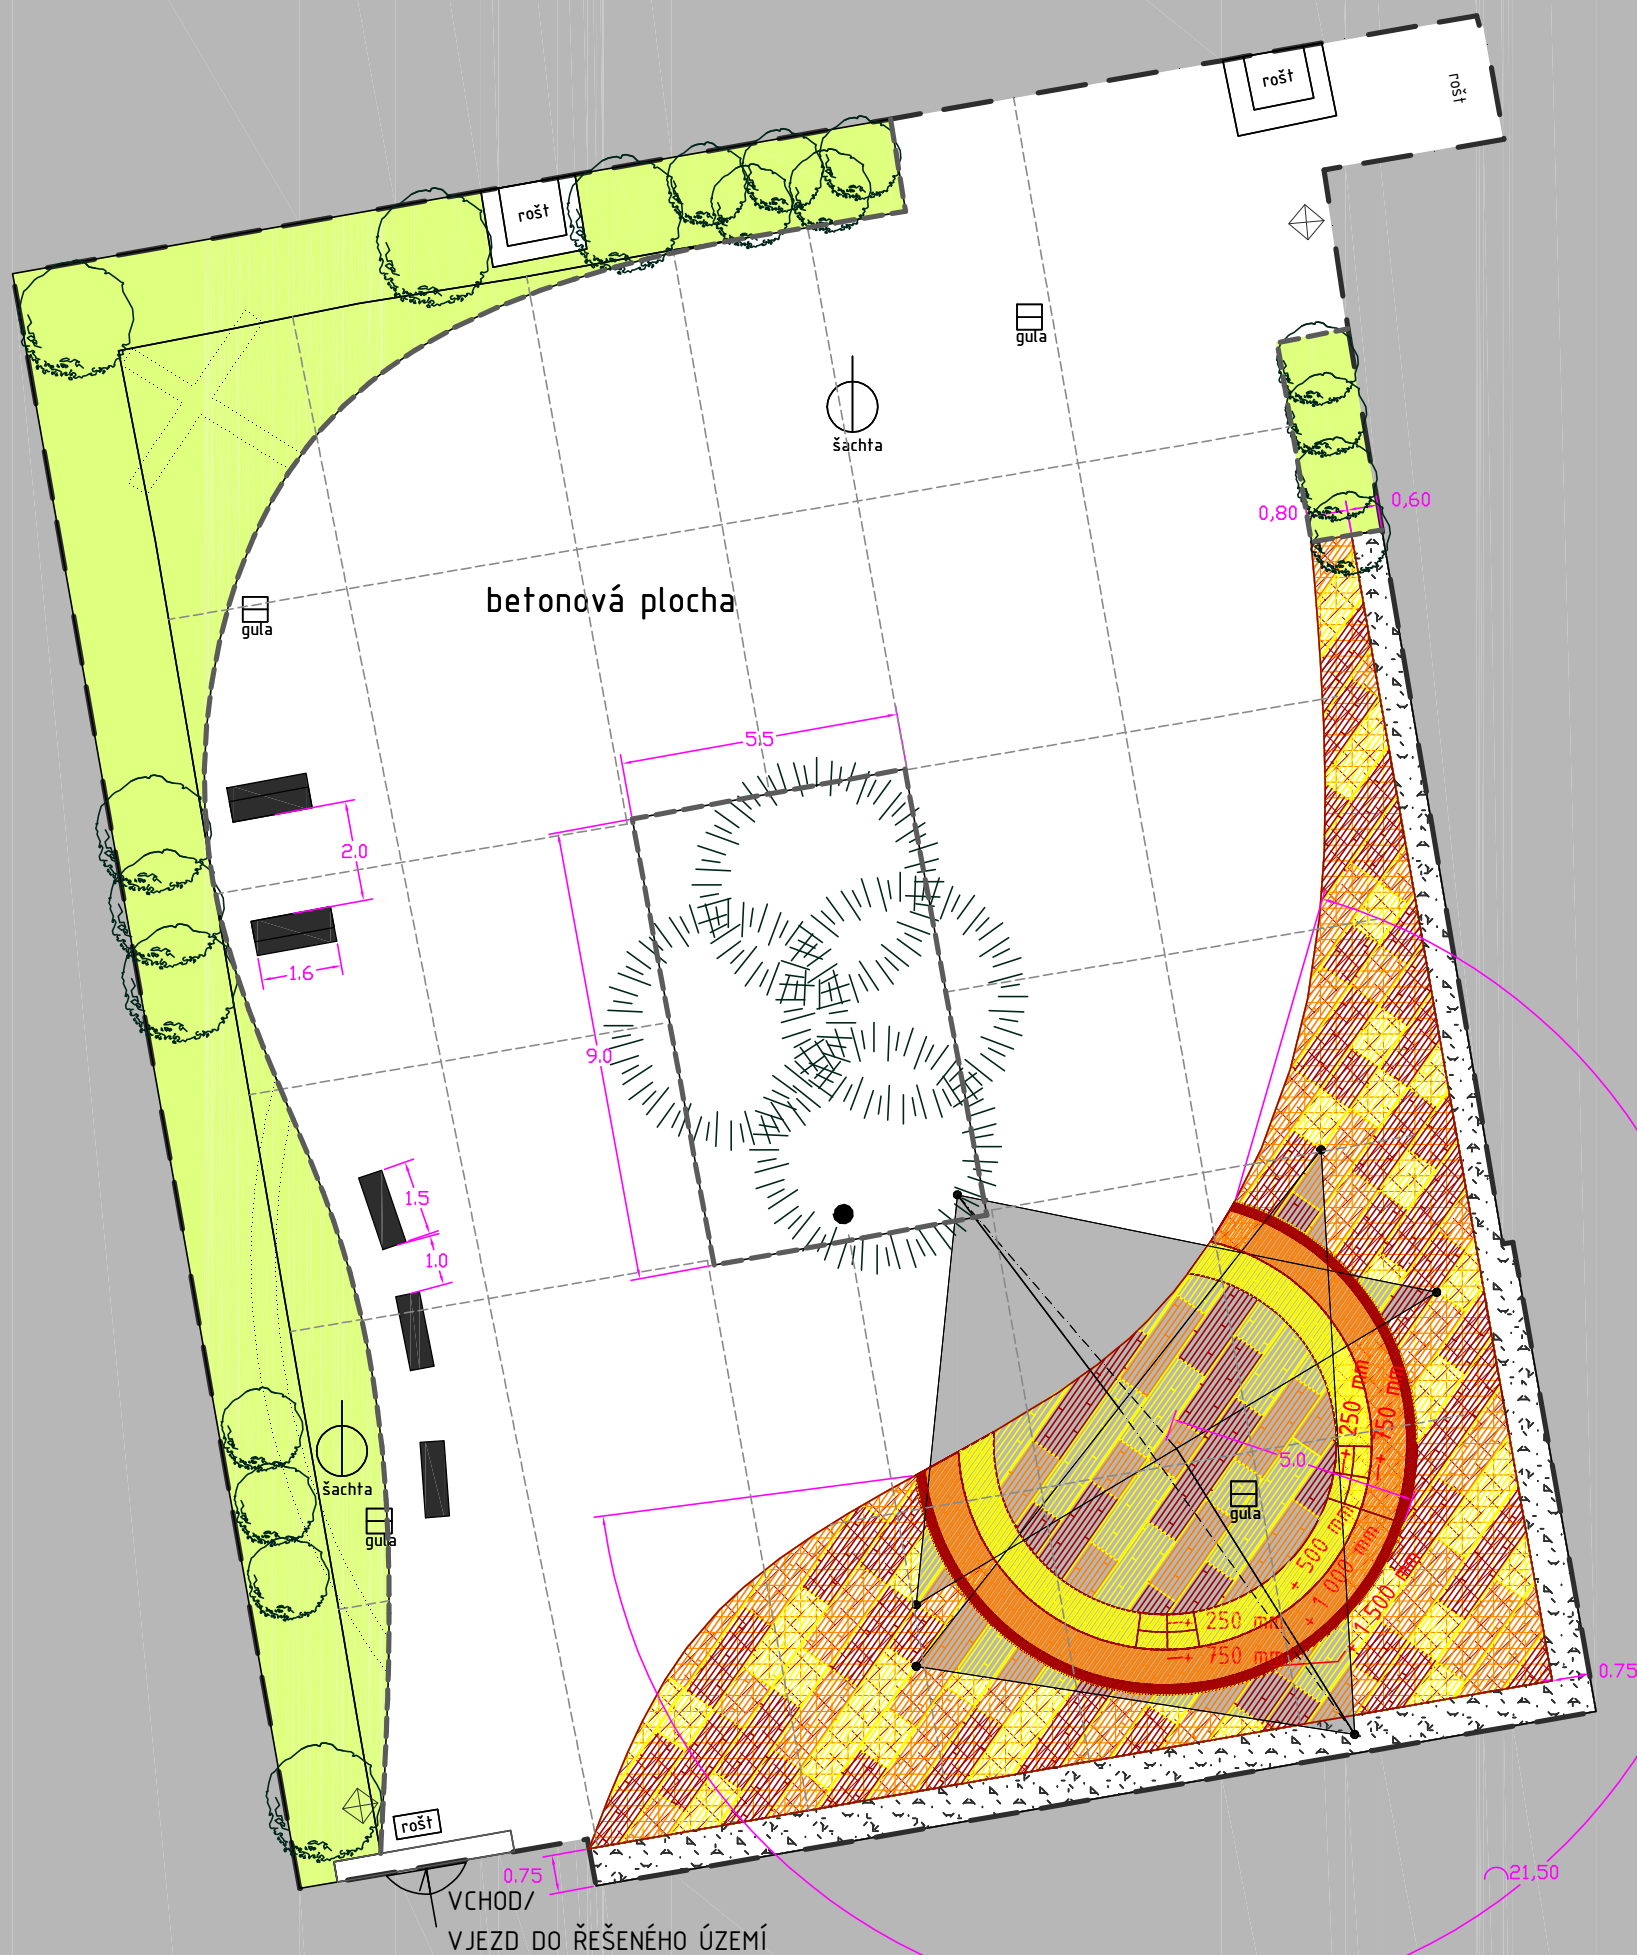 rošt
rošt
rošt
gula
šachta
0,80
0,60
betonová plocha
gula
5.5
2.0
1.6
9.0
1.5
1.0
250 mm
+ 750 mm
5.0
šachta
gula
gula
+ 500 mm
+ 1 000 mm
+ 1 500 mm
+ 250 mm
+ 750 mm
0.75
rošt
0.75
21,50
VCHOD/
VJEZD DO ŘEŠENÉHO ÚZEMÍ